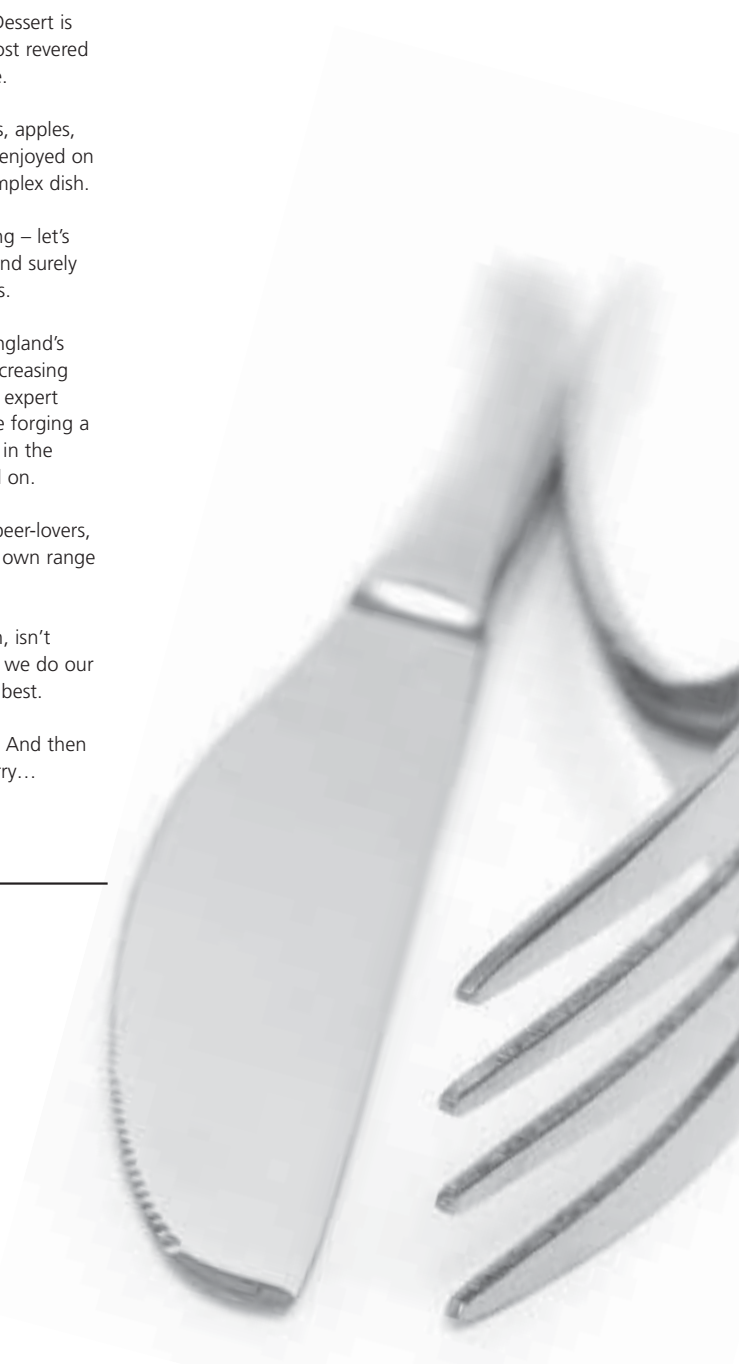 Dessert is
ost revered
e.
s, apples,
enjoyed on
mplex dish.
ng – let’s
nd surely
s.
ngland’s
creasing
expert
e forging a
in the
on.
beer-lovers,
own range
n, isn’t
we do our
best.
And then
rry…